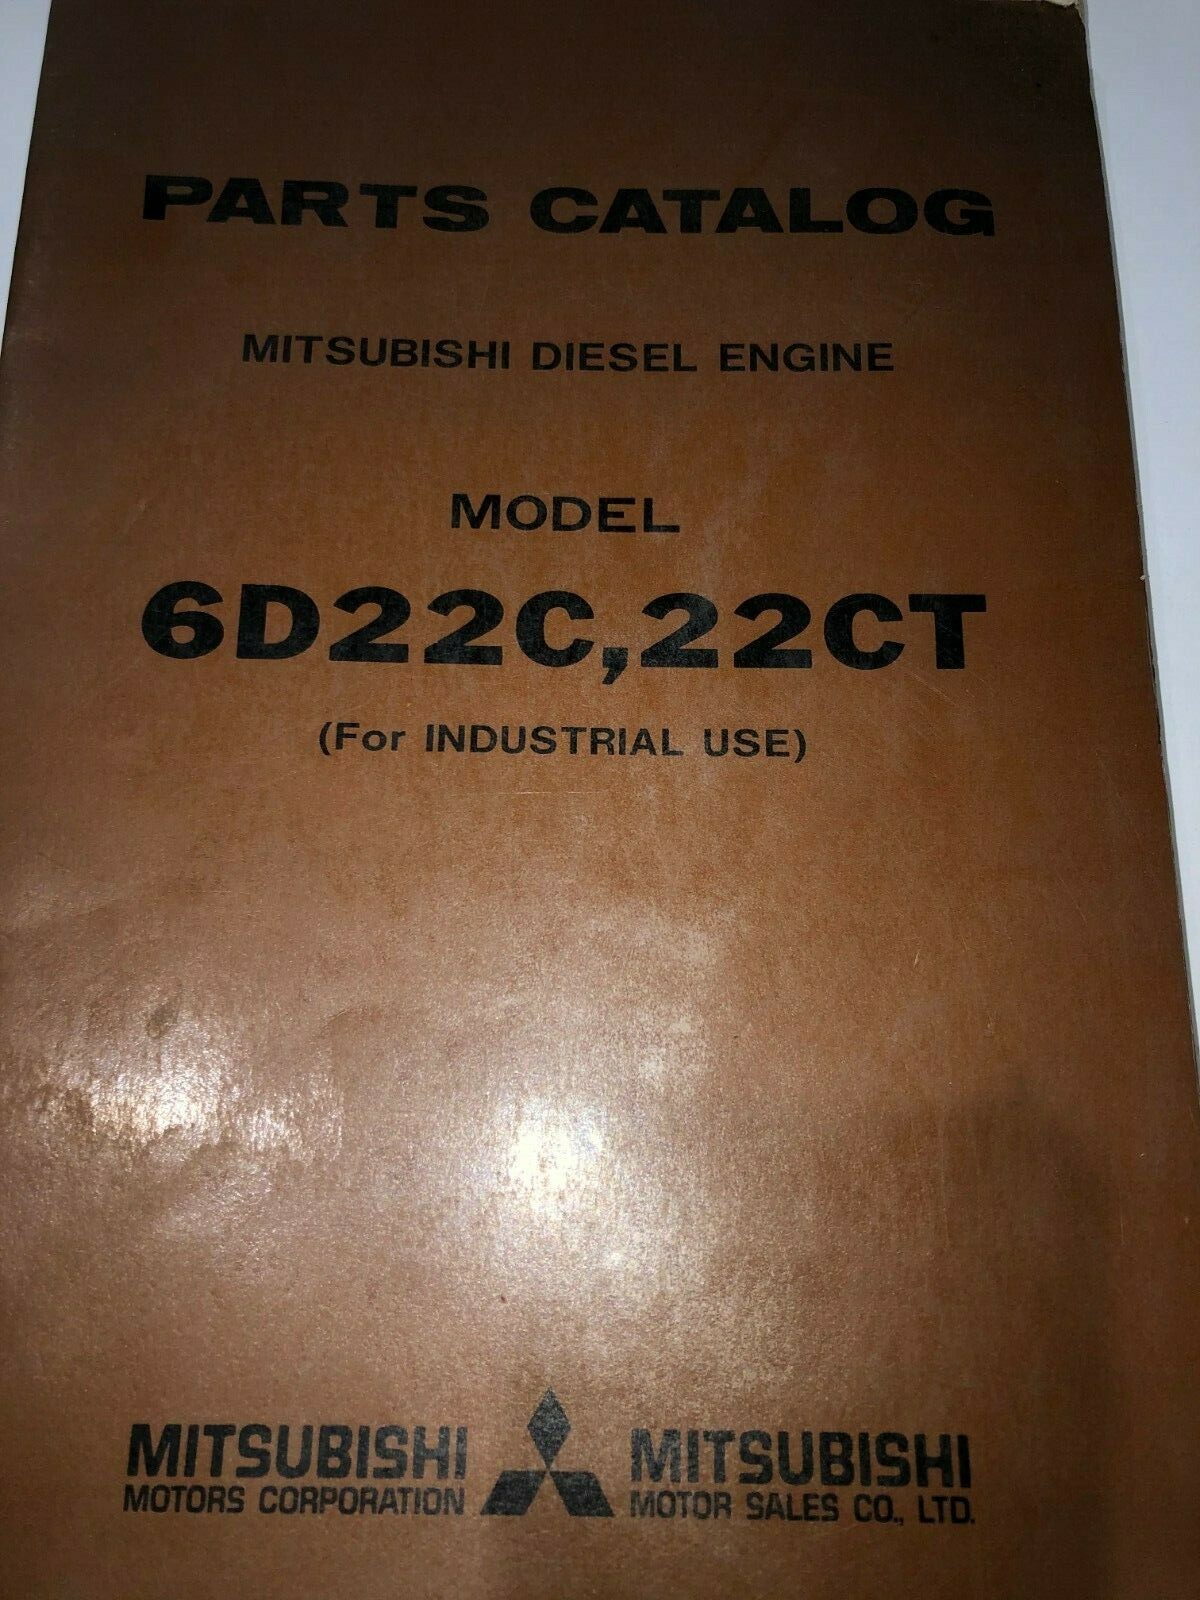 PARTS CATALOG
MITSUBISHI DIESEL ENGINE
MODEL
6D22C,22CT
(For INDUSTRIAL USE)
MITSUBISHI
MOTORS CORPORATION
MITSUBISHI
MOTOR SALES CO., LTD.